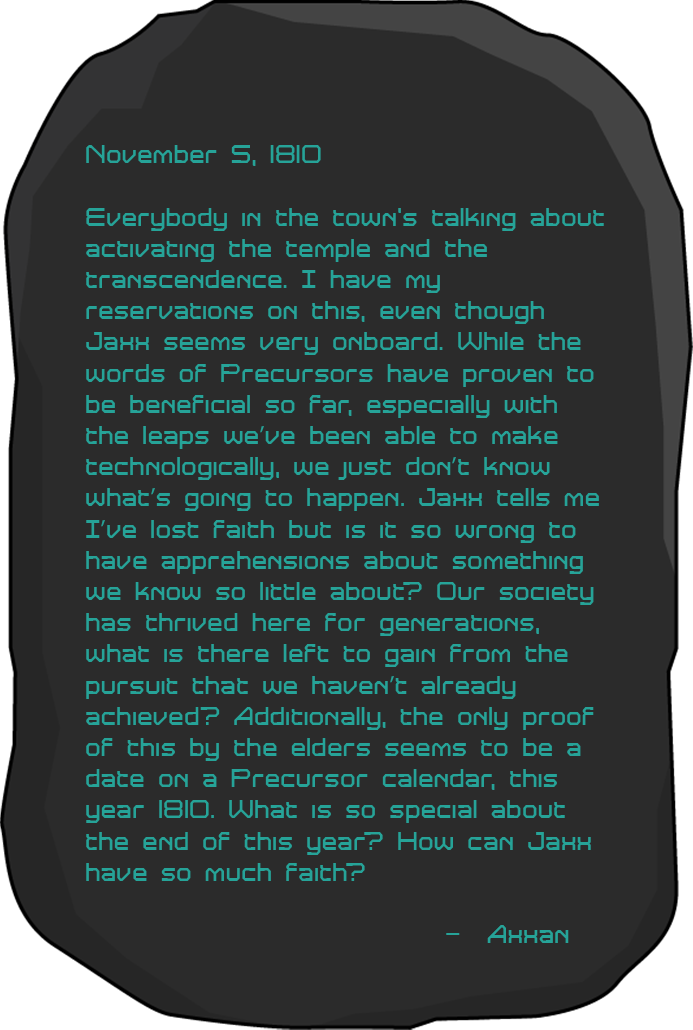 November 5, 1810
Everybody in the town's talking about
activating the temple and the
transcendence. I have my
reservations on this, even though
Jaxx seems very onboard. While the
words of Precursors have proven to
be beneficial so far, especially with
the leaps we've been able to make
technologically, we just don't know
what's going to happen. Jaxx tells me
I've lost faith but is it so wrong to
have apprehensions about something
we know so little about? Our society
has thrived here for generations,
what is there left to gain from the
pursuit that we haven't already
achieved? Additionally, the only proof
of this by the elders seems to be a
date on a Precursor calendar, this
year 1810. What is so special about
the end of this year? How can Jaxx
have so much faith?
– Axxan